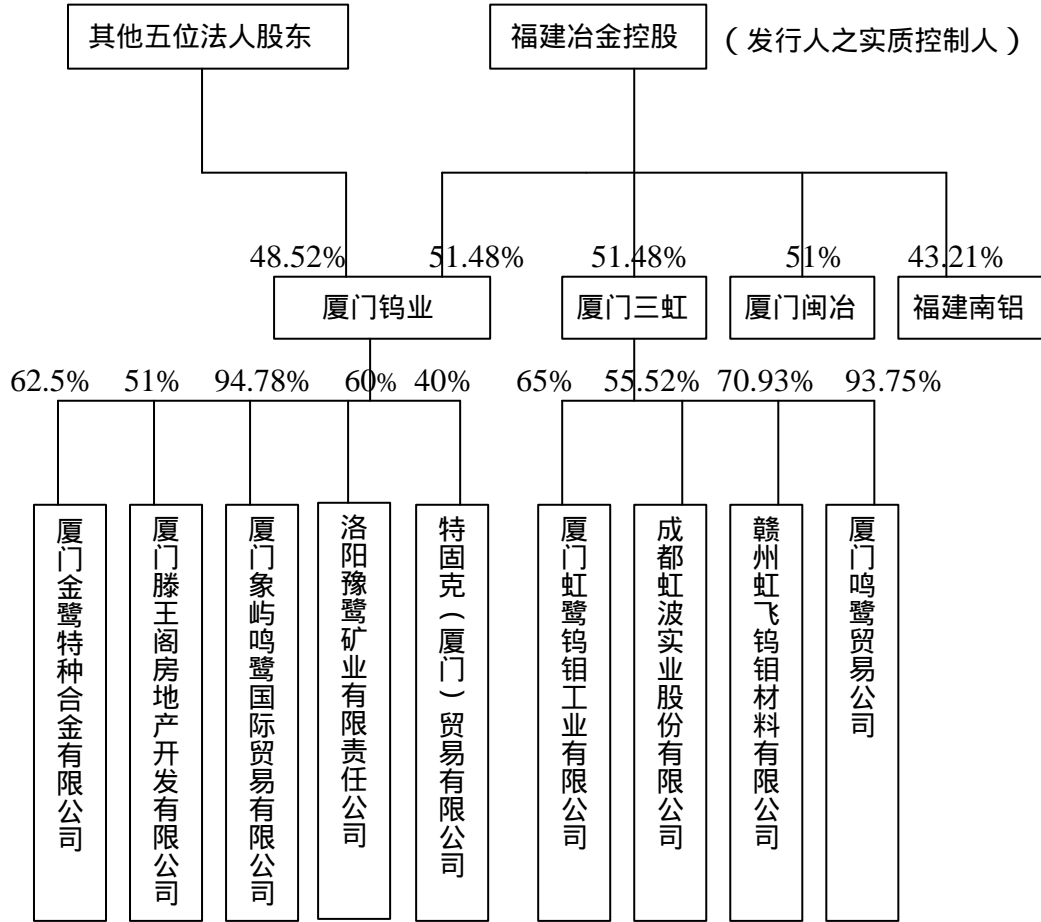 其他五位法人股东
福建冶金控股
（发行人之实质控制人）
48.52%
51.48%
51.48%
51%
43.21%
厦门钨业
厦门三虹
厦门闽冶
福建南铝
62.5%
51%
94.78%
60%
40%
65%
55.52%
70.93%
93.75%
厦门金鹭特种合金有限公司
厦门滕王阁房地产开发有限公司
厦门象屿鸣鹭国际贸易有限公司
洛阳豫鹭矿业有限责任公司
特固克（厦门）贸易有限公司
厦门虹鹭钨钼工业有限公司
成都虹波实业股份有限公司
赣州虹飞钨钼材料有限公司
厦门鸣鹭贸易公司